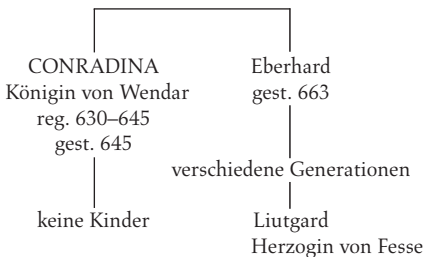 CONRADINA
Königin von Wendar
reg. 630–645
gest. 645
keine Kinder
Eberhard
gest. 663
verschiedene Generationen
Liutgard
Herzogin von Fesse